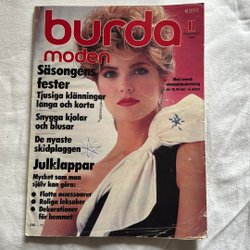 burda
moden
11
Säsongens
fester
Tjusiga klänningar
långa och korta
Snygga kjolar
och blusar
De nyaste
skidplaggen
Julklappar
Mycket som man
själv kan göra:
• Flotta accessoarer
• Roliga leksaker
• Dekorationer
för hemmet